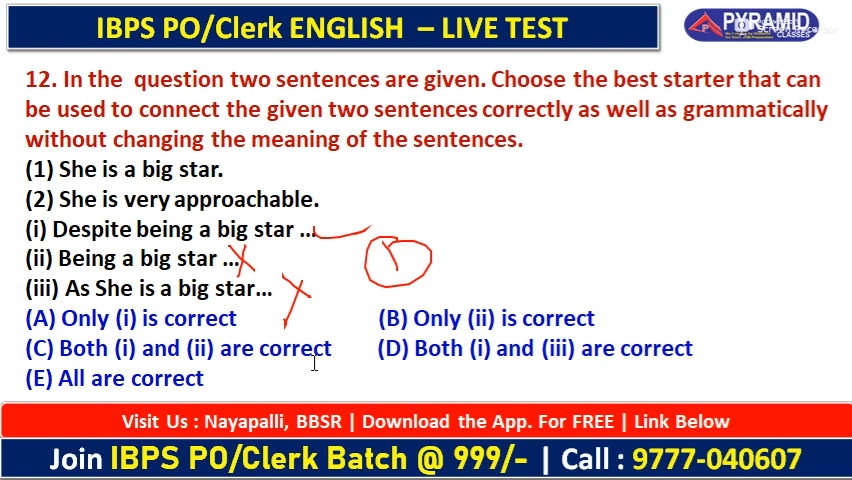 IBPS PO/Clerk ENGLISH – LIVE TEST
PYRAMID
CLASSES
12. In the question two sentences are given. Choose the best starter that can
be used to connect the given two sentences correctly as well as grammatically
without changing the meaning of the sentences.
(1) She is a big star.
(2) She is very approachable.
(i) Despite being a big star ...
(ii) Being a big star ...
(iii) As She is a big star...
(A) Only (i) is correct (B) Only (ii) is correct
(C) Both (i) and (ii) are correct (D) Both (i) and (iii) are correct
(E) All are correct
Visit Us : Nayapalli, BBSR | Download the App. For FREE | Link Below
Join IBPS PO/Clerk Batch @ 999/- | Call : 9777-040607